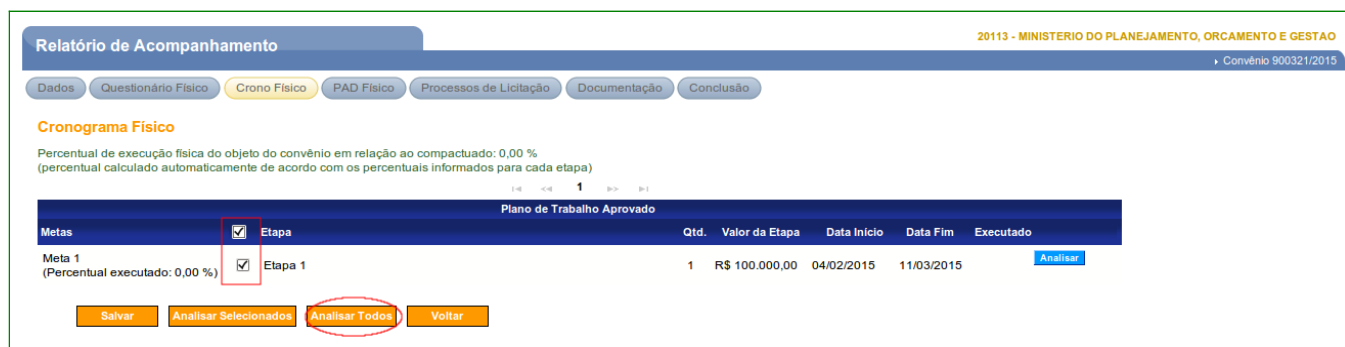 Relatório de Acompanhamento
20113 - MINISTERIO DO PLANEJAMENTO, ORCAMENTO E GESTAO
Convênio 900321/2015
Dados Questionário Físico Crono Físico PAD Físico Processos de Licitação Documentação Conclusão
Cronograma Físico
Percentual de execução física do objeto do convênio em relação ao compactuado: 0,00 %
(percentual calculado automaticamente de acordo com os percentuais informados para cada etapa)
1
Plano de Trabalho Aprovado
Metas Etapa Qtd. Valor da Etapa Data Início Data Fim Executado
Meta 1
(Percentual executado: 0,00 %) Etapa 1 1 R$ 100.000,00 04/02/2015 11/03/2015 Analisar
Salvar Analisar Selecionados Analisar Todos Voltar